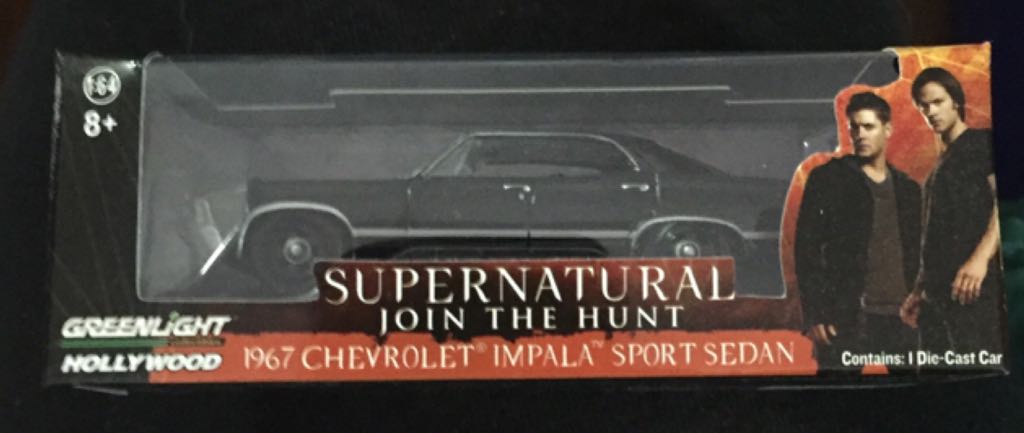 1:64
8+
SUPERNATURAL
JOIN THE HUNT
GREENLIGHT
HOLLYWOOD
1967 CHEVROLET® IMPALA™ SPORT SEDAN
Contains: 1 Die-Cast Car